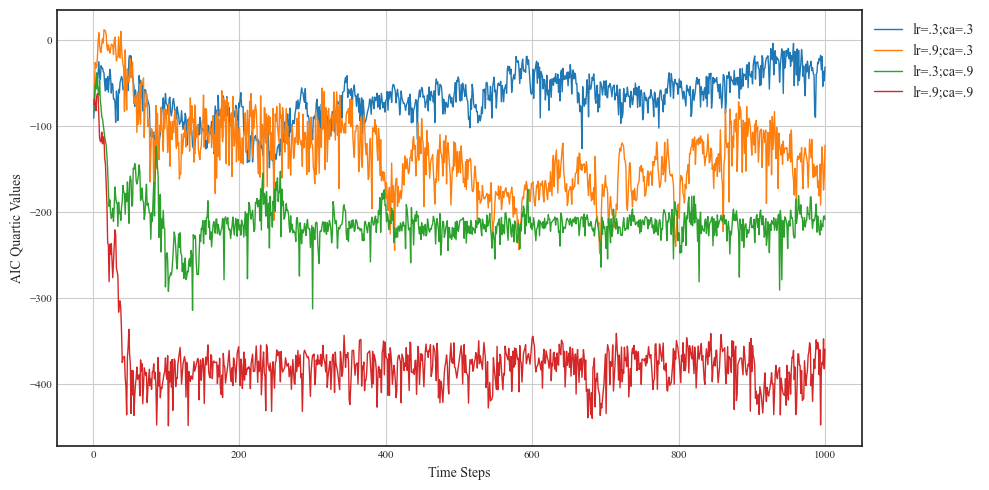 AIC Quartic Values
0
−100
−200
−300
−400
0 200 400 600 800 1000
Time Steps
lr=.3;ca=.3
lr=.9;ca=.3
lr=.3;ca=.9
lr=.9;ca=.9